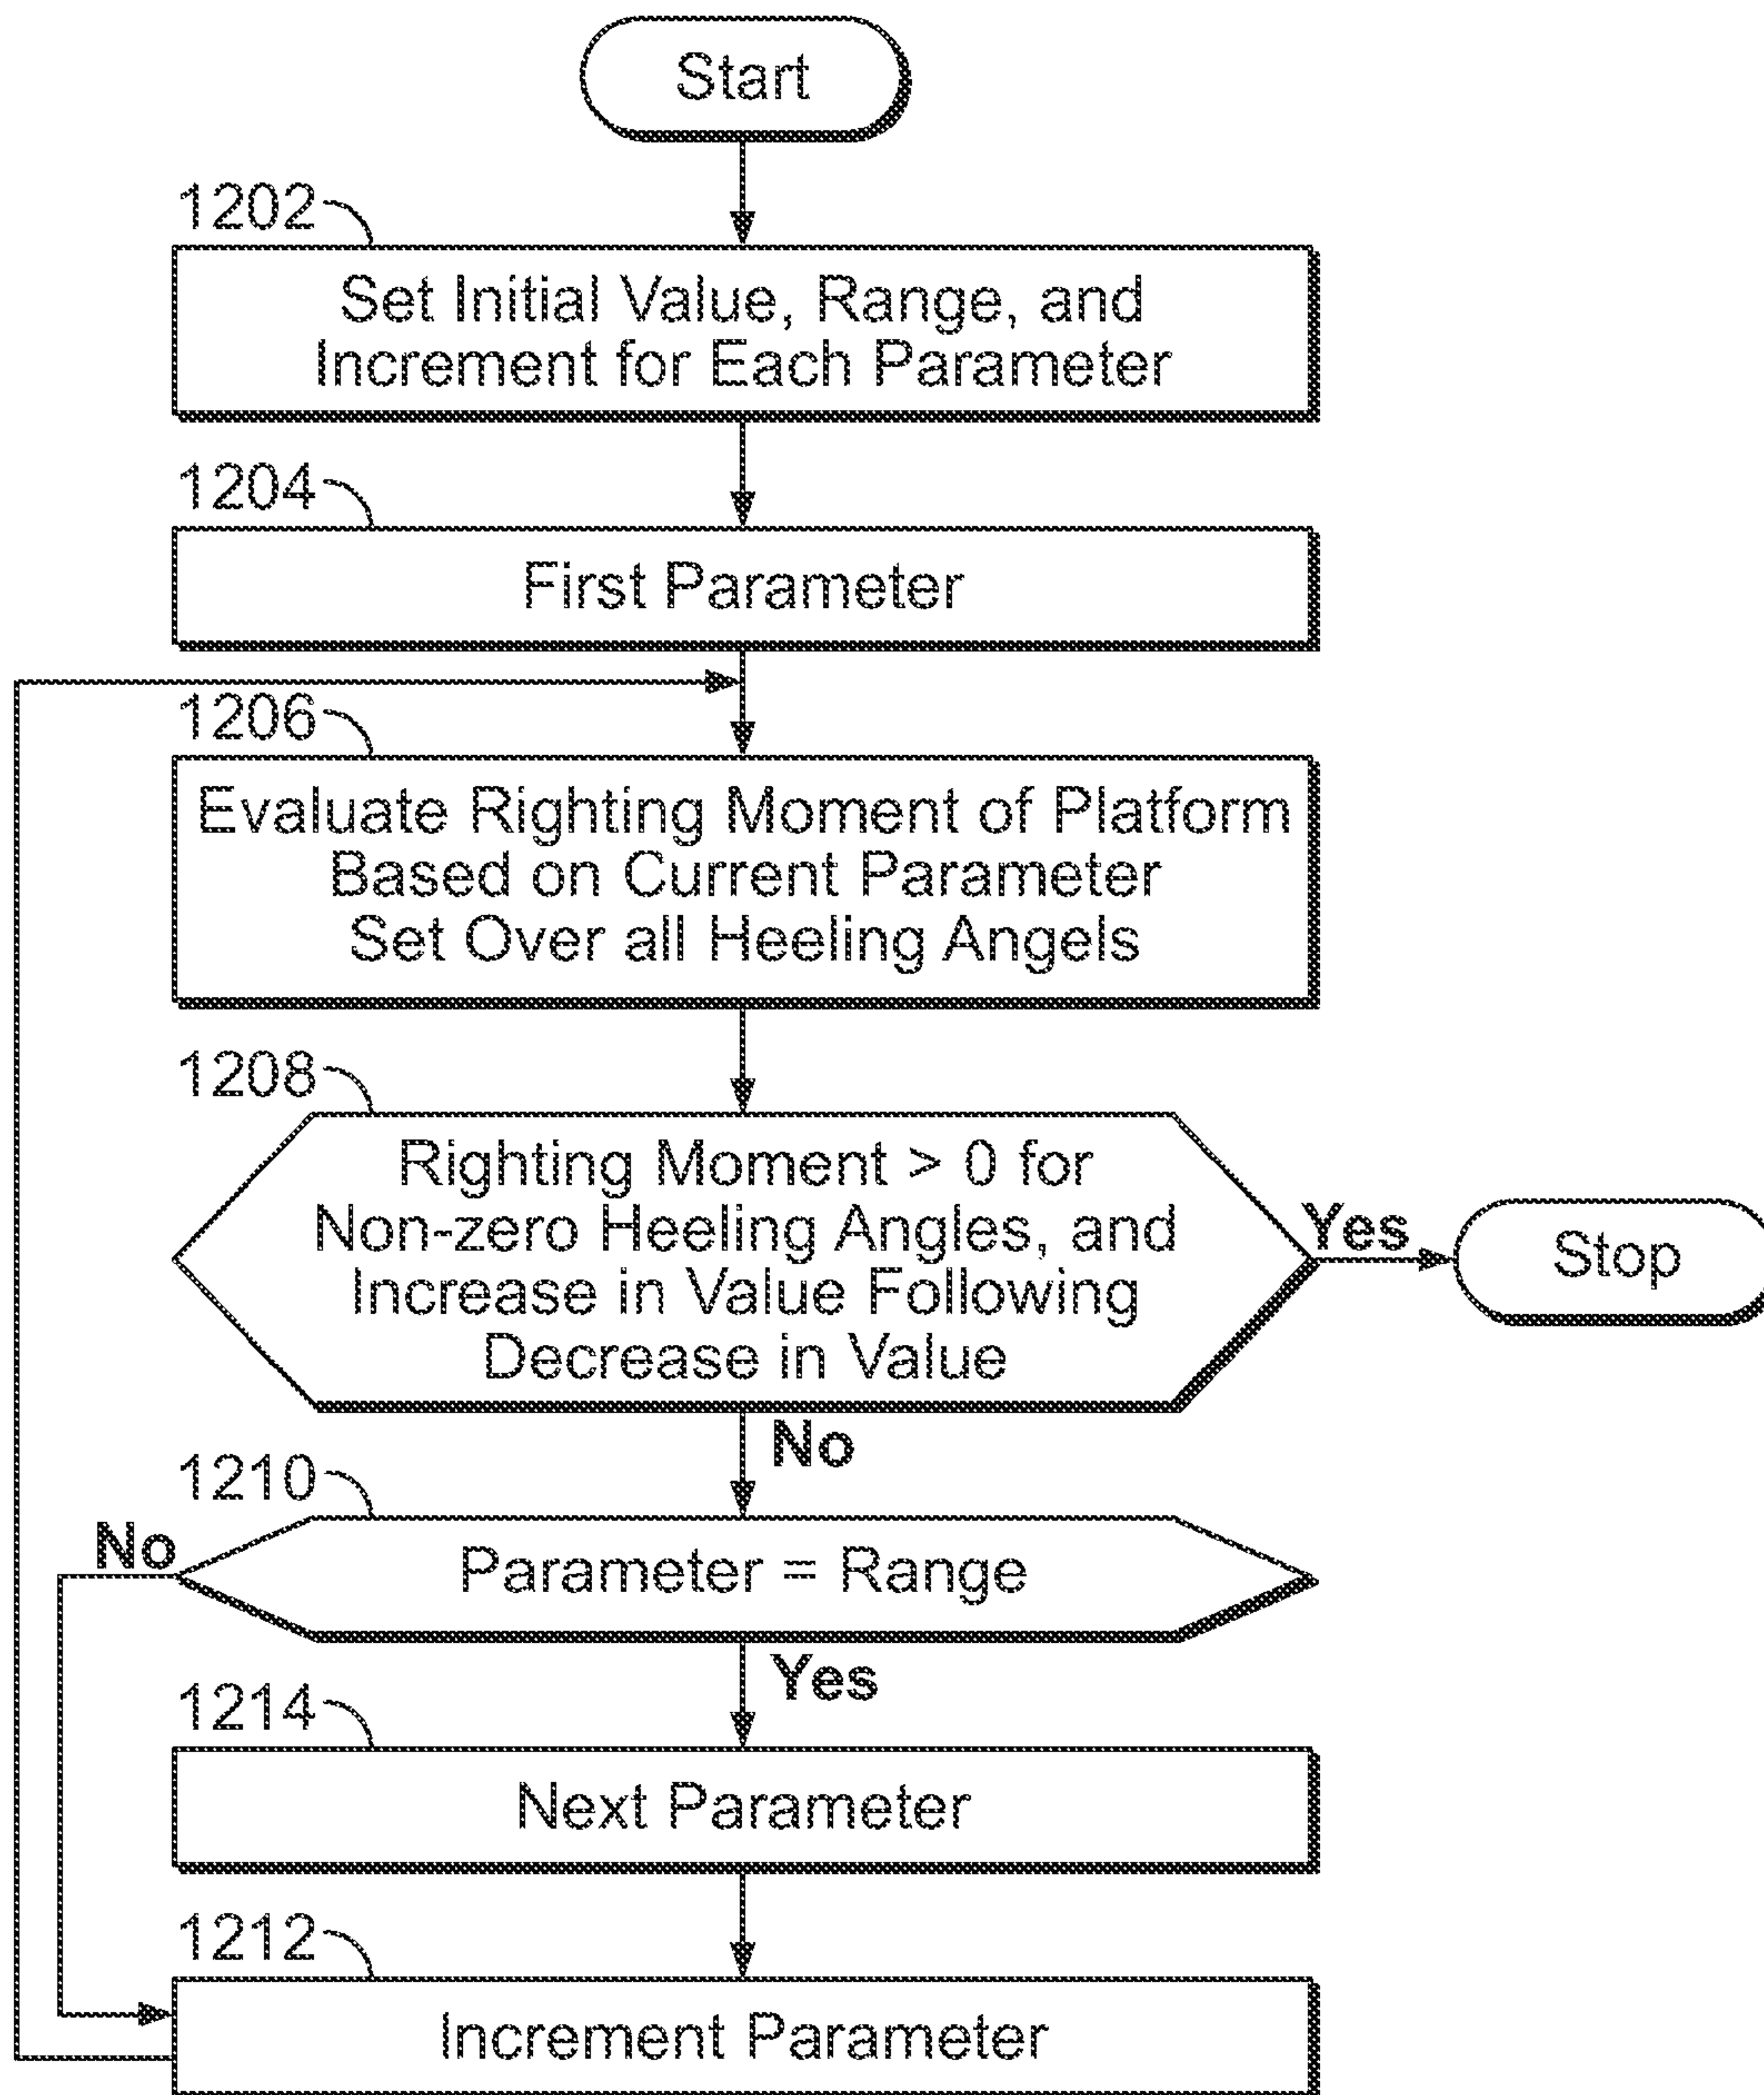 Start
1202
Set Initial Value, Range, and
Increment for Each Parameter
1204
First Parameter
1206
Evaluate Righting Moment of Platform
Based on Current Parameter
Set Over all Heeling Angels
1208
Righting Moment > 0 for
Non-zero Heeling Angles, and
Increase in Value Following
Decrease in Value
Yes
Stop
No
1210
No
Parameter = Range
Yes
1214
Next Parameter
1212
Increment Parameter